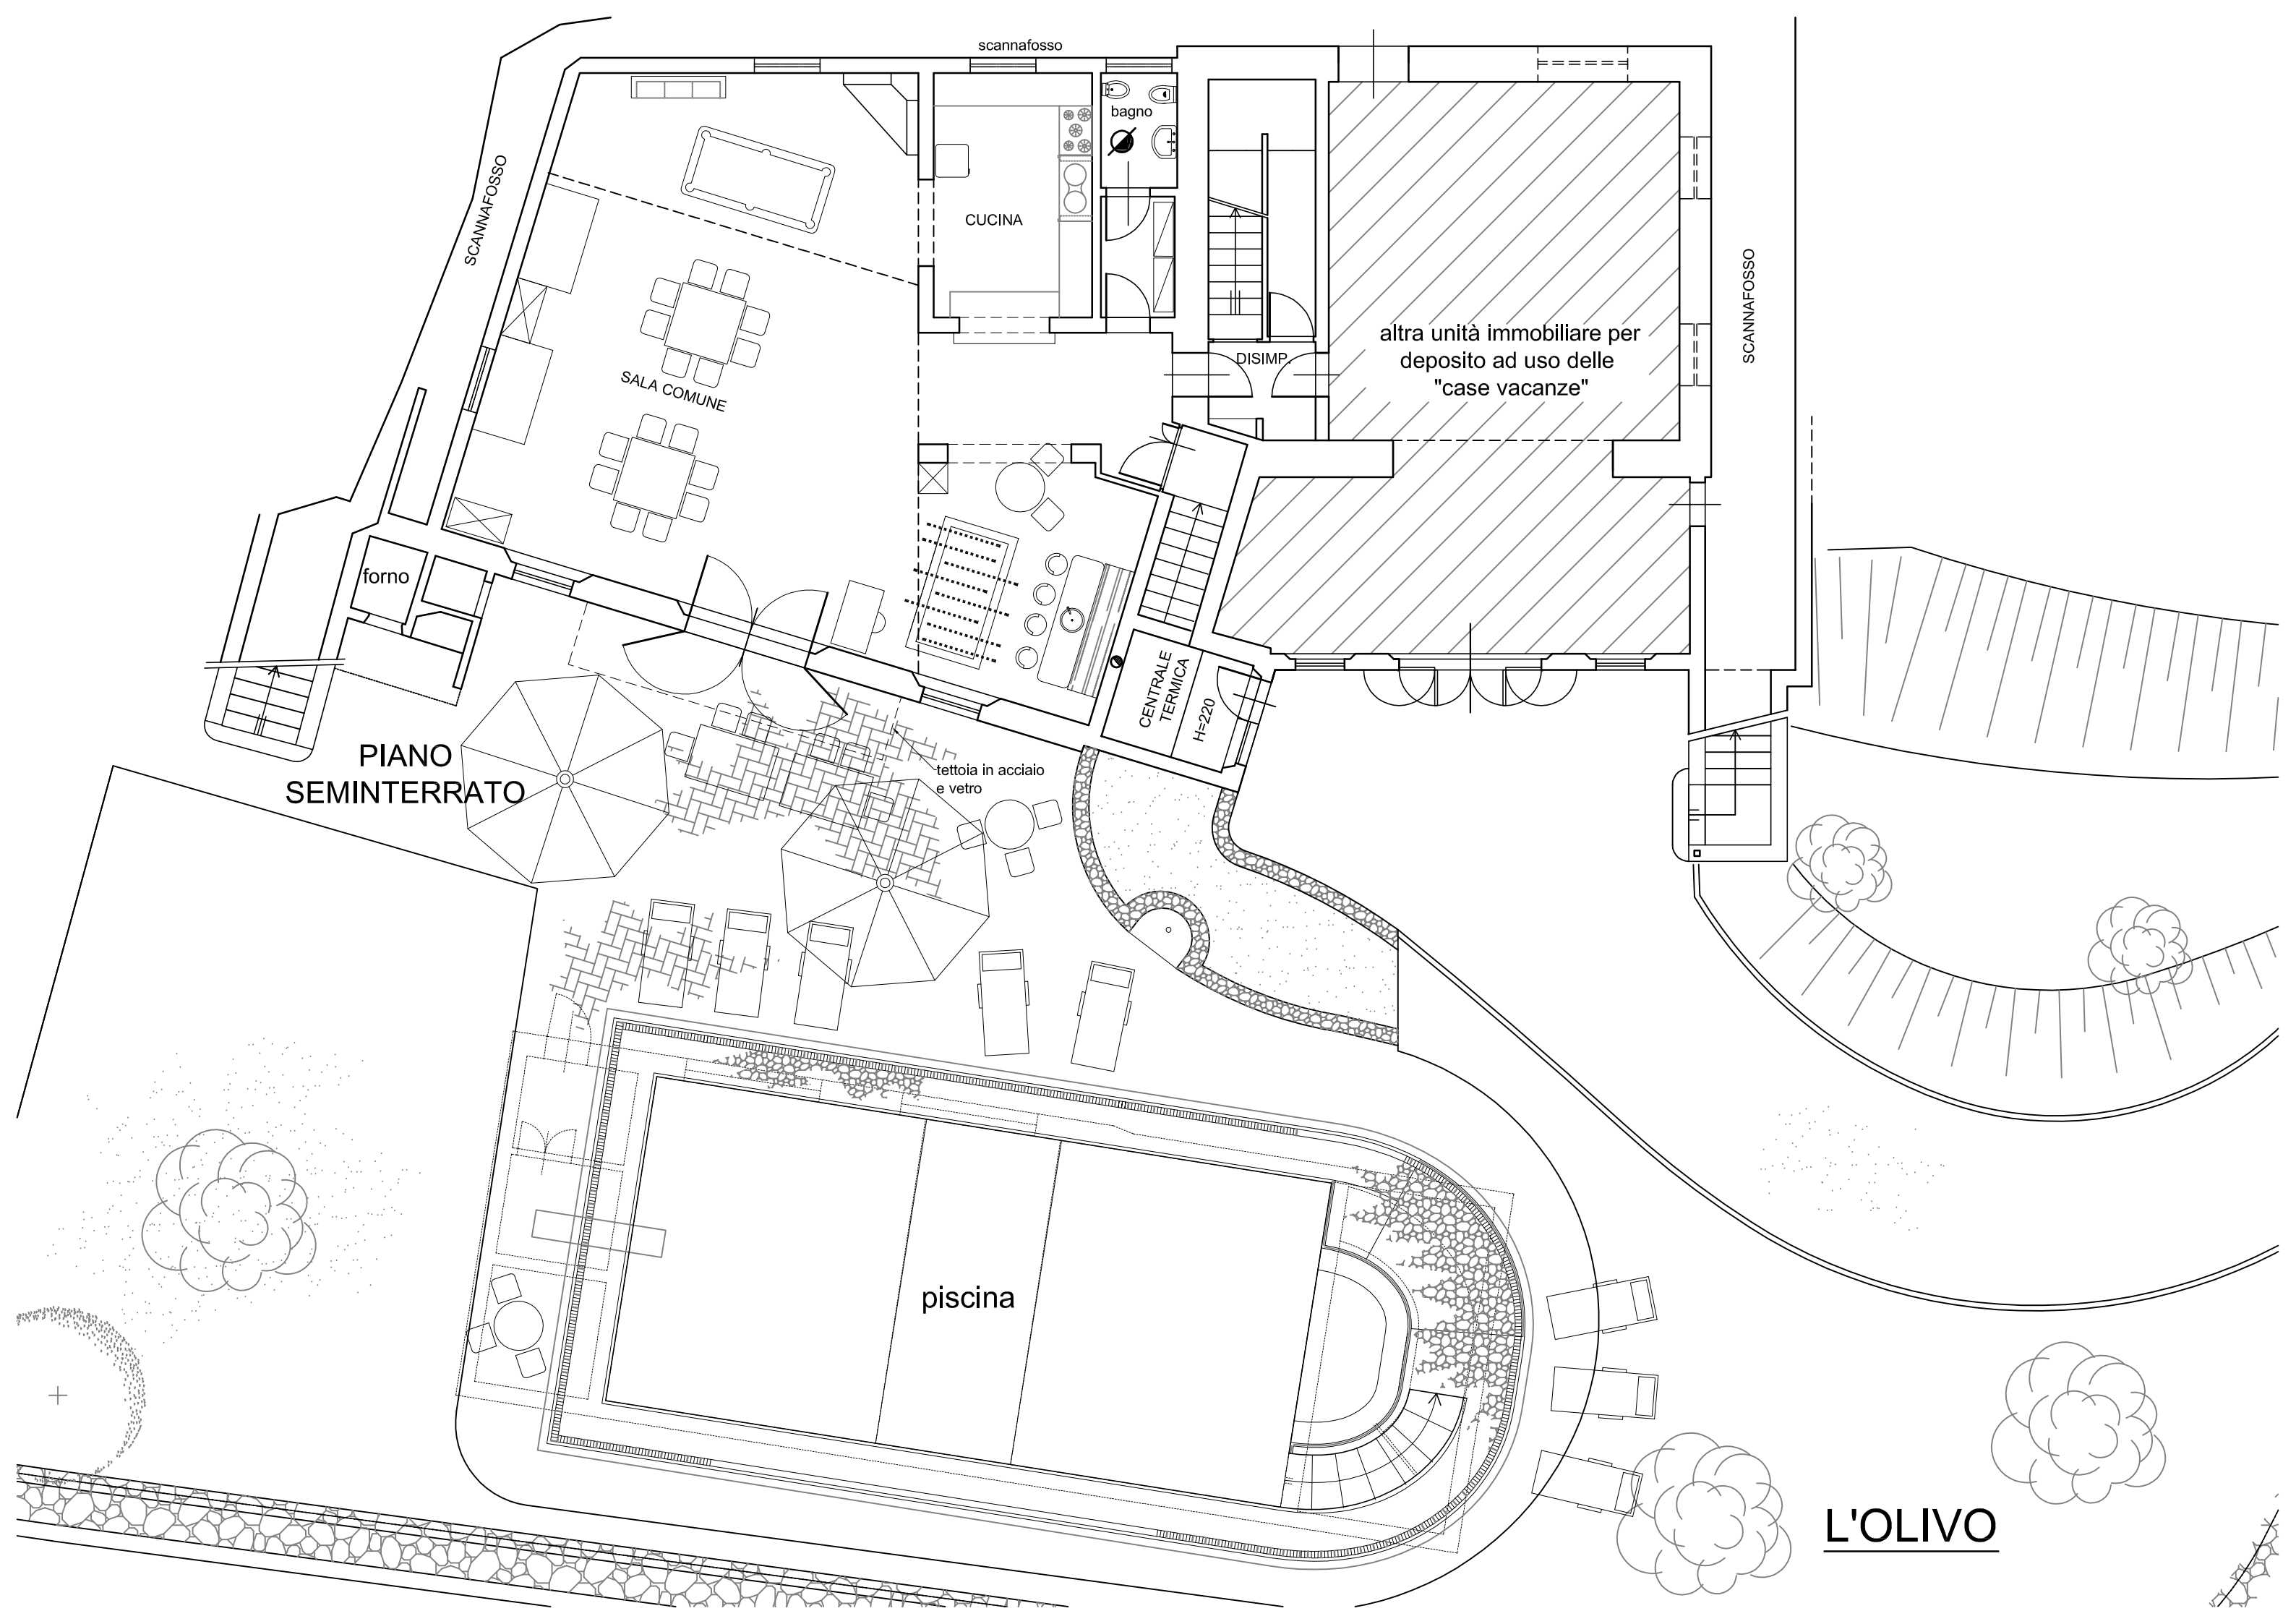 scannafosso
SCANNAFOSSO
bagno
CUCINA
SCANNAFOSSO
altra unità immobiliare per
deposito ad uso delle
"case vacanze"
DISIMP.
SALA COMUNE
forno
CENTRALE
TERMICA
H=220
PIANO
SEMINTERRATO
tettoia in acciaio
e vetro
piscina
L'OLIVO